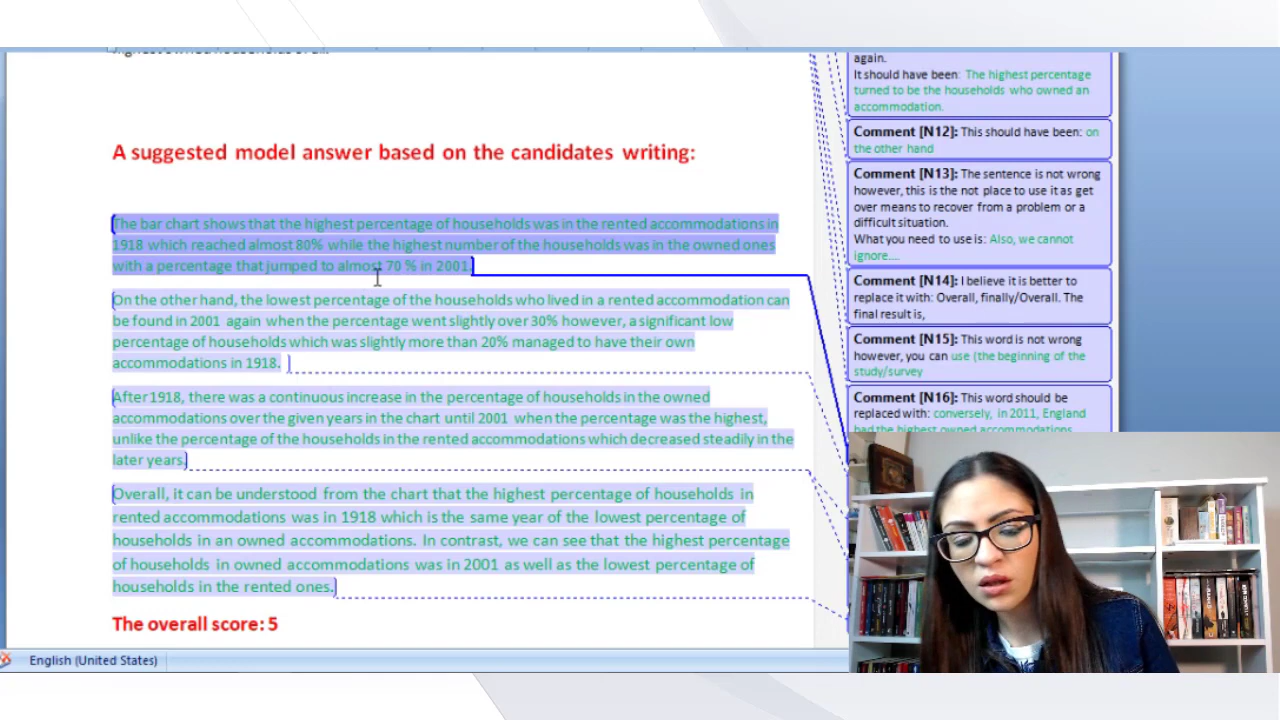 A suggested model answer based on the candidates writing:
The bar chart shows that the highest percentage of households was in the rented accommodations in
1918 which reached almost 80% while the highest number of the households was in the owned ones
with a percentage that jumped to almost 70 % in 2001.
On the other hand, the lowest percentage of the households who lived in a rented accommodation can
be found in 2001 again when the percentage went slightly over 30% however, a significant low
percentage of households which was slightly more than 20% managed to have their own
accommodations in 1918.
After 1918, there was a continuous increase in the percentage of households in the owned
accommodations over the given years in the chart until 2001 when the percentage was the highest,
unlike the percentage of the households in the rented accommodations which decreased steadily in the
later years.
Overall, it can be understood from the chart that the highest percentage of households in
rented accommodations was in 1918 which is the same year of the lowest percentage of
households in an owned accommodations. In contrast, we can see that the highest percentage
of households in owned accommodations was in 2001 as well as the lowest percentage of
households in the rented ones.
The overall score: 5
English (United States)
again.
It should have been: The highest percentage
turned to be the households who owned an
accommodation.
Comment [N12]: This should have been: on
the other hand
Comment [N13]: The sentence is not wrong
however, this is the not place to use it as get
over means to recover from a problem or a
difficult situation.
What you need to use is: Also, we cannot
ignore....
Comment [N14]: I believe it is better to
replace it with: Overall, finally/Overall. The
final result is,
Comment [N15]: This word is not wrong
however, you can use (the beginning of the
study/survey
Comment [N16]: This word should be
replaced with: conversely, in 2011, England
had the highest owned accommodations